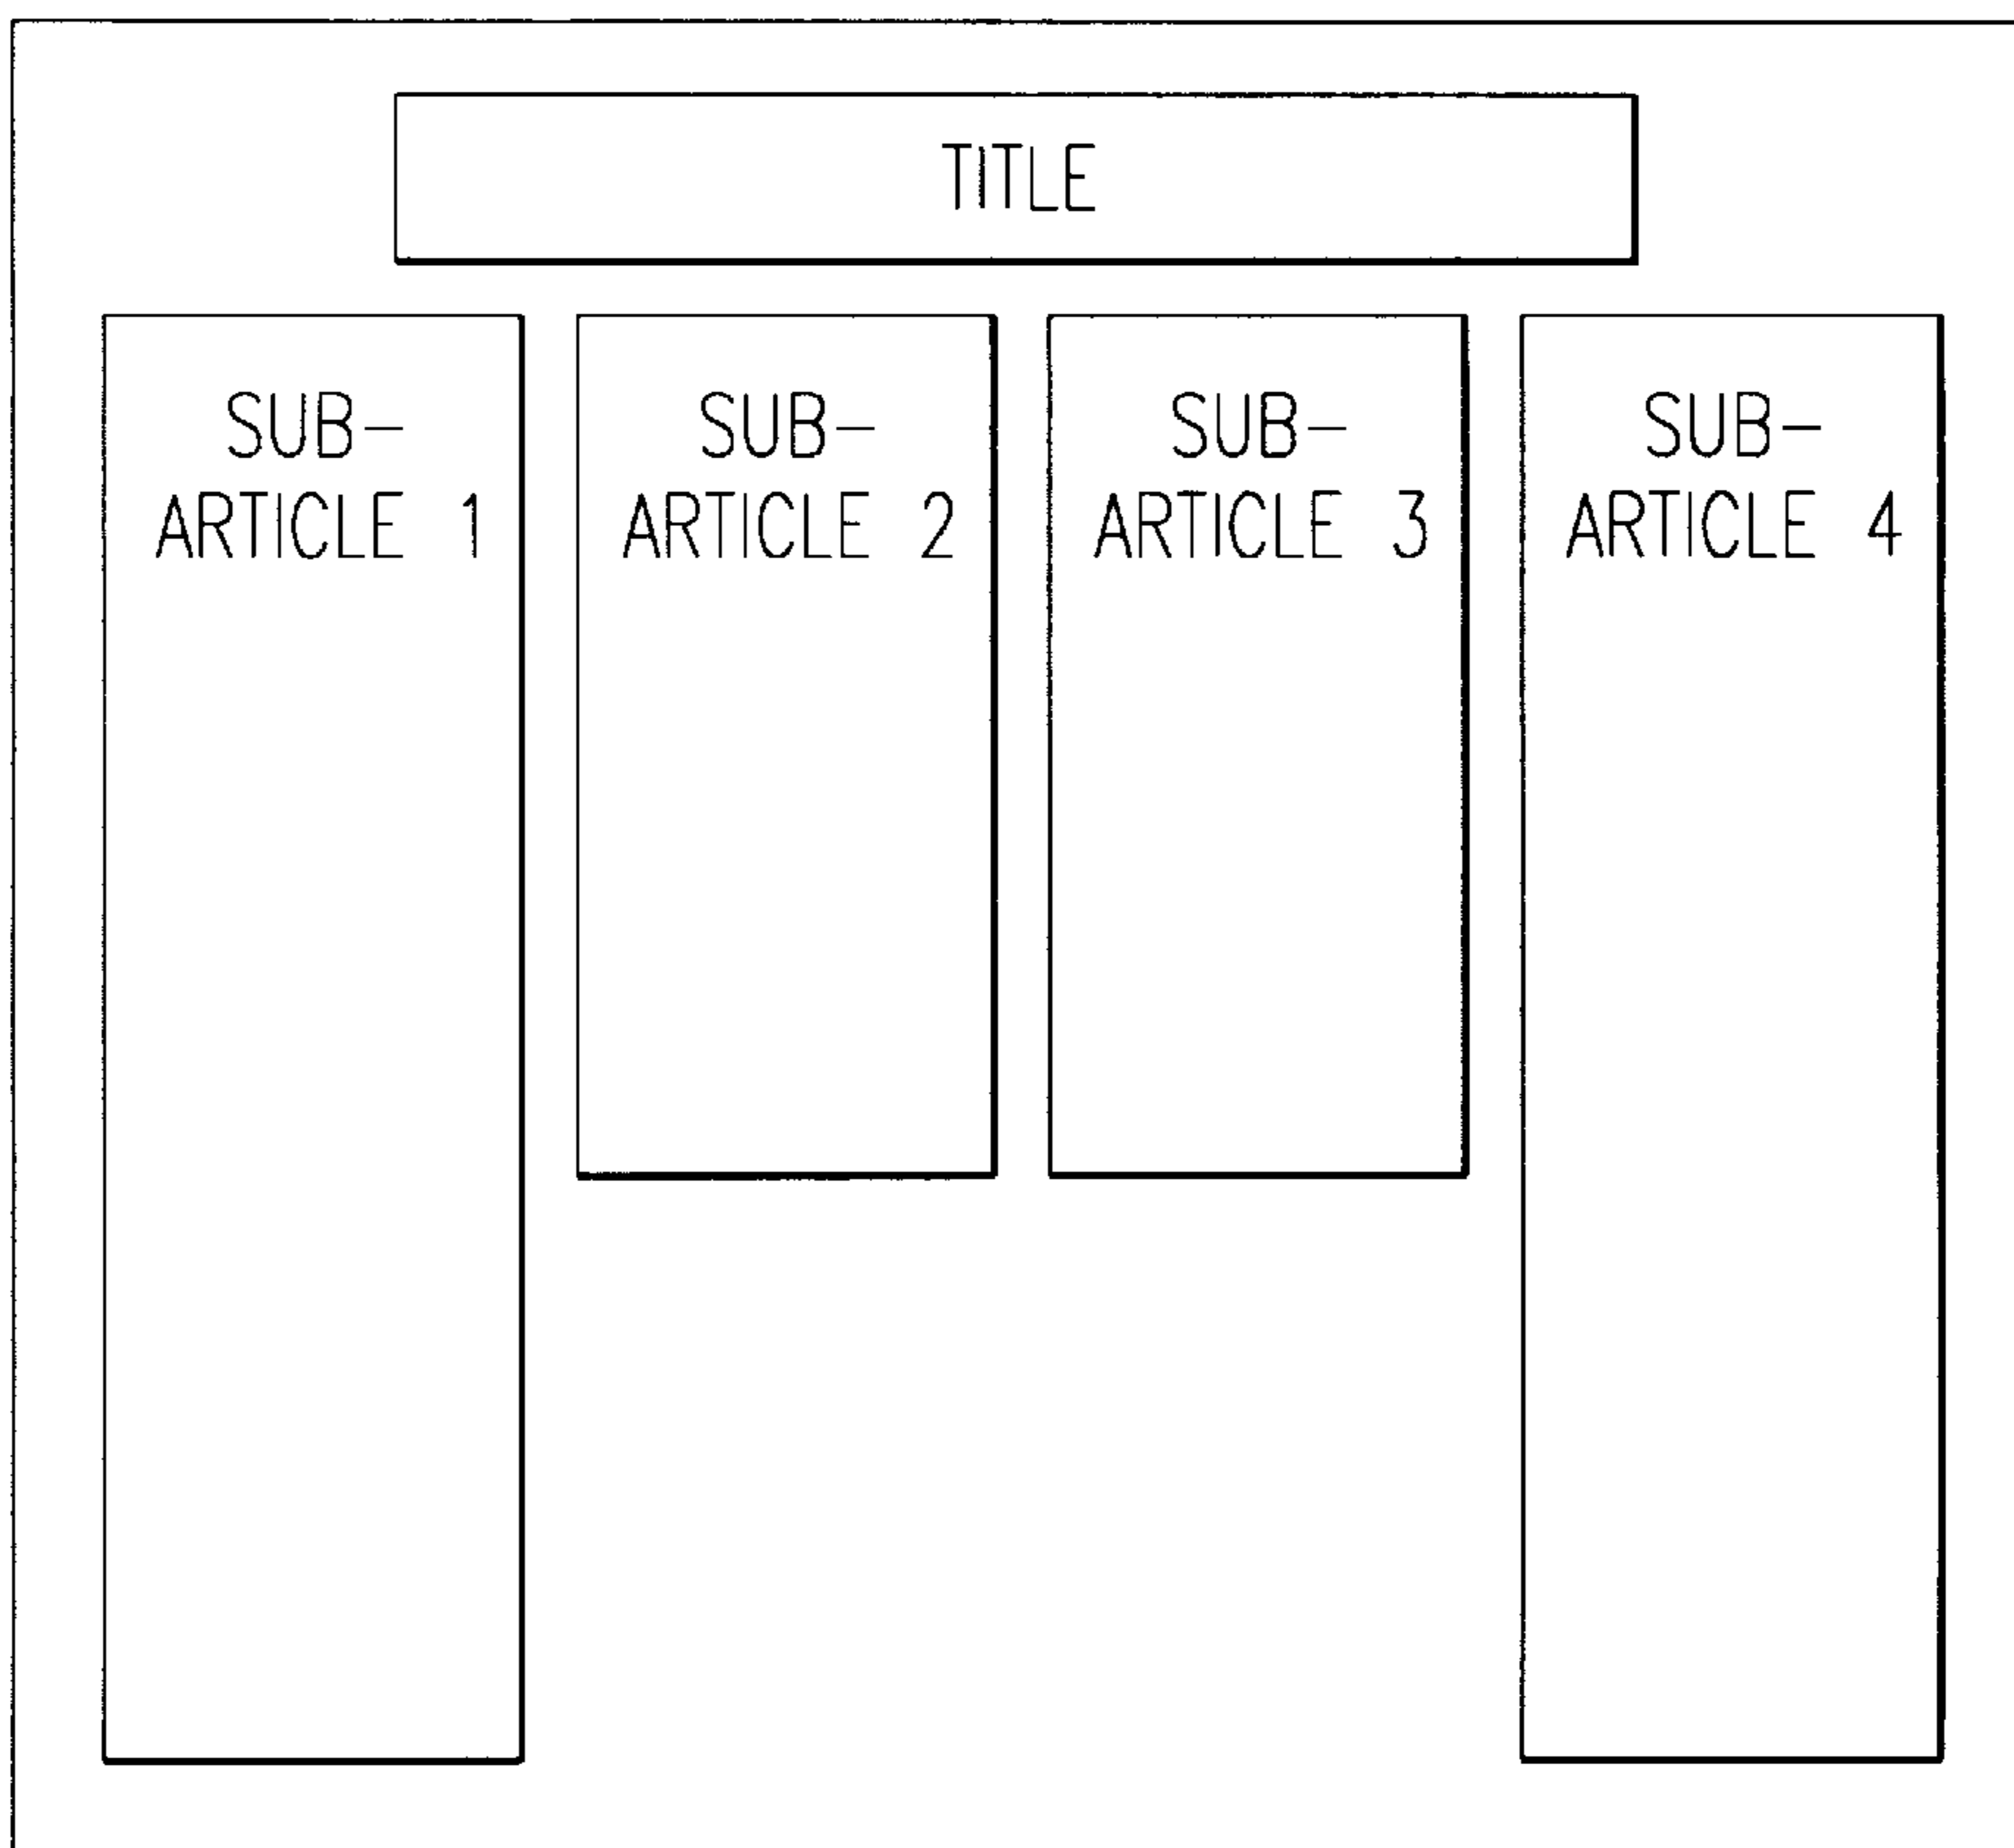 TITLE
SUB-
ARTICLE 1
SUB-
ARTICLE 2
SUB-
ARTICLE 3
SUB-
ARTICLE 4